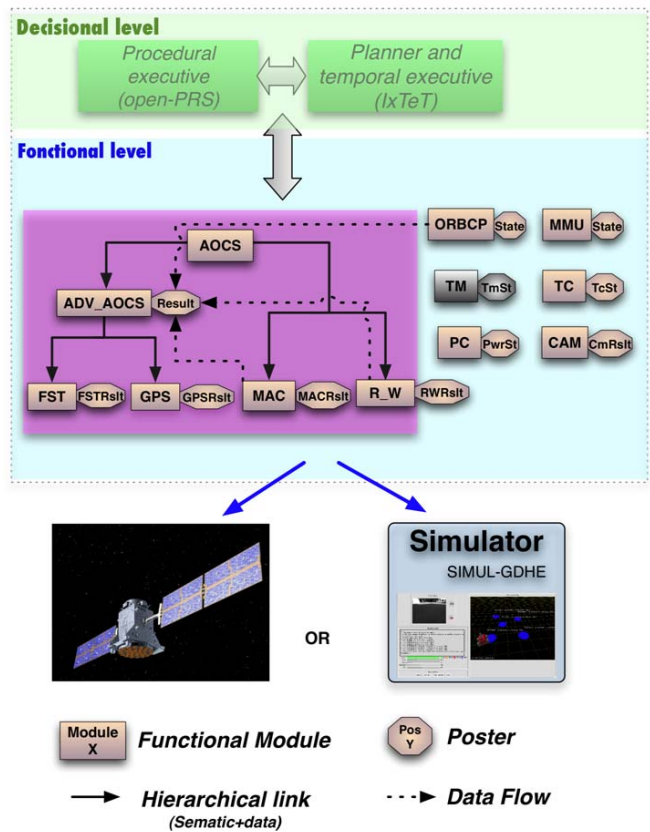 Decisional level
Procedural
executive
(open-PRS)
Planner and
temporal executive
(IxTeT)
Fonctional level
ORBCP
State
MMU
State
AOCS
TM
TmSt
TC
TcSt
ADV_AOCS
Result
PC
PwrSt
CAM
CmRslt
FST
FSTRslt
GPS
GPSRslt
MAC
MACRslt
R_W
RWRslt
OR
Simulator
SIMUL-GDHE
Module
X
Functional Module
Pos
Y
Poster
Hierarchical link
(Sematic+data)
Data Flow